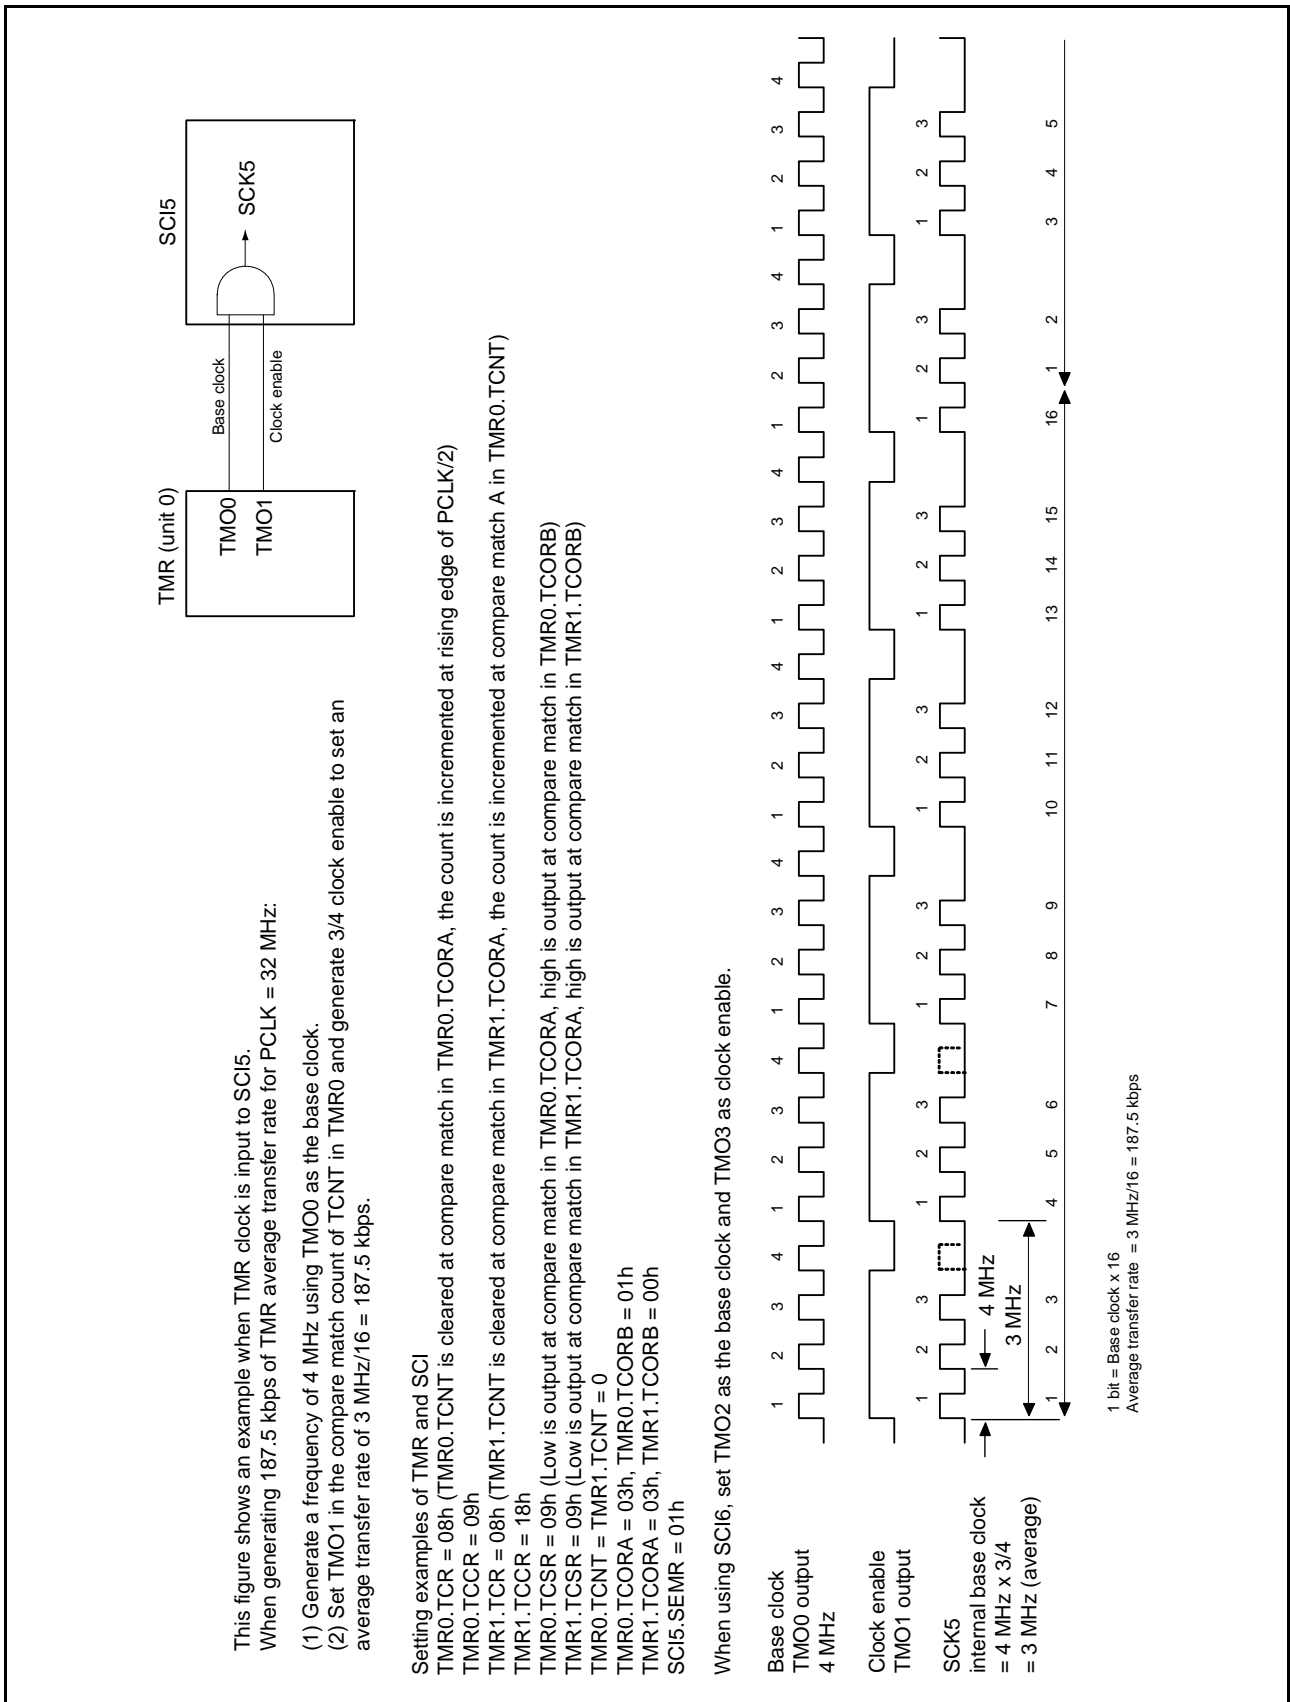 This figure shows an example when TMR clock is input to SCI5.
When generating 187.5 kbps of TMR average transfer rate for PCLK = 32 MHz:
(1) Generate a frequency of 4 MHz using TMO0 as the base clock.
(2) Set TMO1 in the compare match count of TCNT in TMR0 and generate 3/4 clock enable to set an
average transfer rate of 3 MHz/16 = 187.5 kbps.
TMR (unit 0)
TMO0
TMO1
Base clock
Clock enable
SCI5
SCK5
Setting examples of TMR and SCI
TMR0.TCR = 08h (TMR0.TCNT is cleared at compare match in TMR0.TCORA, the count is incremented at rising edge of PCLK/2)
TMR0.TCCR = 09h
TMR1.TCR = 08h (TMR1.TCNT is cleared at compare match in TMR1.TCORA, the count is incremented at compare match A in TMR0.TCNT)
TMR1.TCCR = 18h
TMR0.TCSR = 09h (Low is output at compare match in TMR0.TCORA, high is output at compare match in TMR0.TCORB)
TMR1.TCSR = 09h (Low is output at compare match in TMR1.TCORA, high is output at compare match in TMR1.TCORB)
TMR0.TCNT = TMR1.TCNT = 0
TMR0.TCORA = 03h, TMR0.TCORB = 01h
TMR1.TCORA = 03h, TMR1.TCORB = 00h
SCI5.SEMR = 01h
When using SCI6, set TMO2 as the base clock and TMO3 as clock enable.
Base clock
TMO0 output
4 MHz
1 2 3 4 1 2 3 4 1 2 3 4 1 2 3 4 1 2 3 4 1 2 3 4 1 2 3 4
Clock enable
TMO1 output
SCK5
internal base clock
= 4 MHz x 3/4
= 3 MHz (average)
1 2 3 1 2 3 1 2 3 1 2 3 1 2 3 1 2 3 1 2 3
4 MHz
3 MHz
1 2 3 4 5 6 7 8 9 10 11 12 13 14 15 16 1 2 3 4 5
1 bit = Base clock x 16
Average transfer rate = 3 MHz/16 = 187.5 kbps